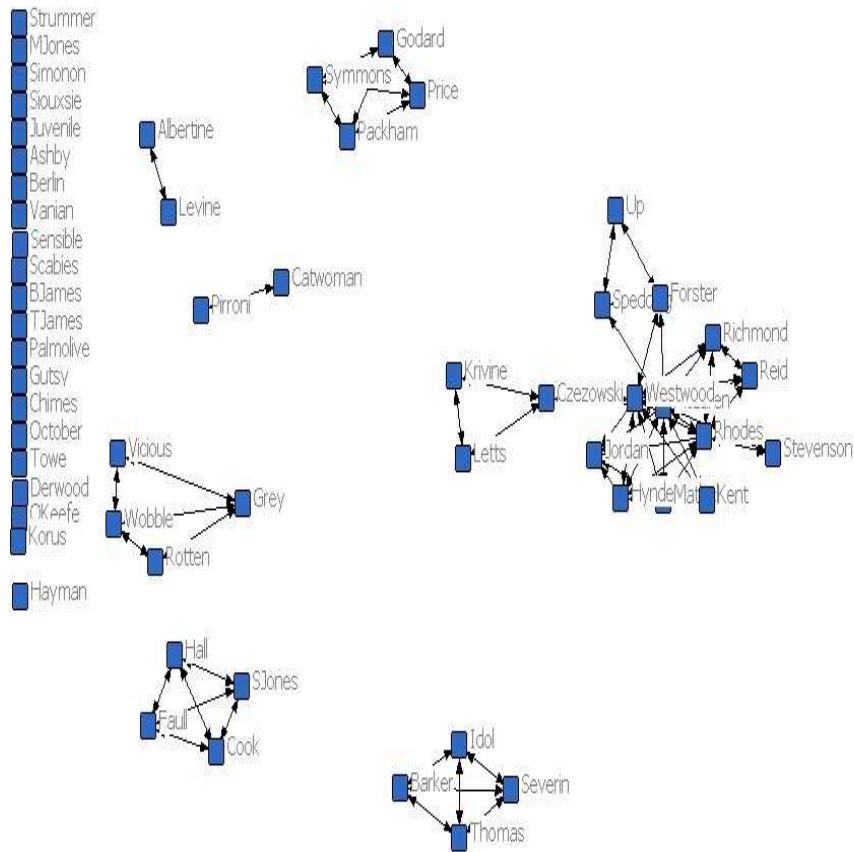 Strummer
MJones
Simonon
Siouxsie
Juvenile
Ashby
Berlin
Vanian
Sensible
Scabies
BJames
TJames
Palmolive
Gutsy
Chimes
October
Towe
Derwood
OKeefe
Korus
Hayman
Godard
Symmons
Price
Packham
Albertine
Levine
Catwoman
Pirroni
Up
Forster
Richmond
Krivine
Reid
Czezowski
Westwood
Rhodes
Letts
Jordan
Stevenson
Hynde
Kent
Vicious
Grey
Wobble
Rotten
Hall
SJones
Faull
Cook
Idol
Barker
Severin
Thomas